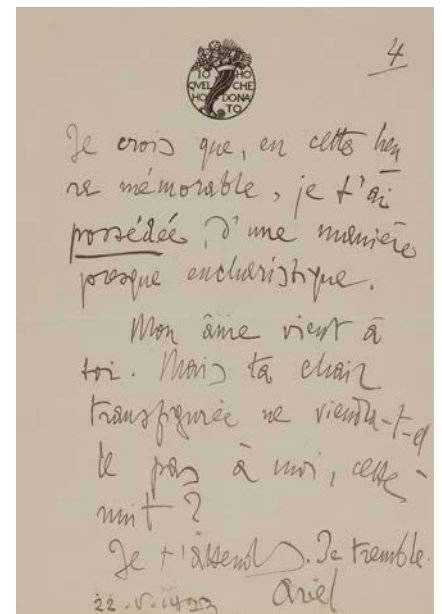 IO HO
QVEL CHE
HO DONA
TO
4
Je crois que, en cette heu
re mémorable, je t'ai
possédée, d'une manière
presque eucharistique.
Mon âme vient à
toi. Mais ta chair
transfigurée ne viendra-t-el
le pas à moi, cette
nuit?
Je t'attends. Je tremble.
Ariel
22.V.